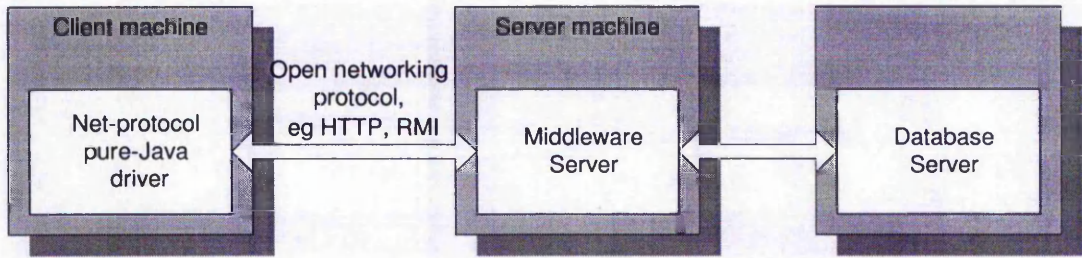 Client machine
Server machine
Open networking
protocol,
eg HTTP, RMI
Net-protocol
pure-Java
driver
Middleware
Server
Database
Server